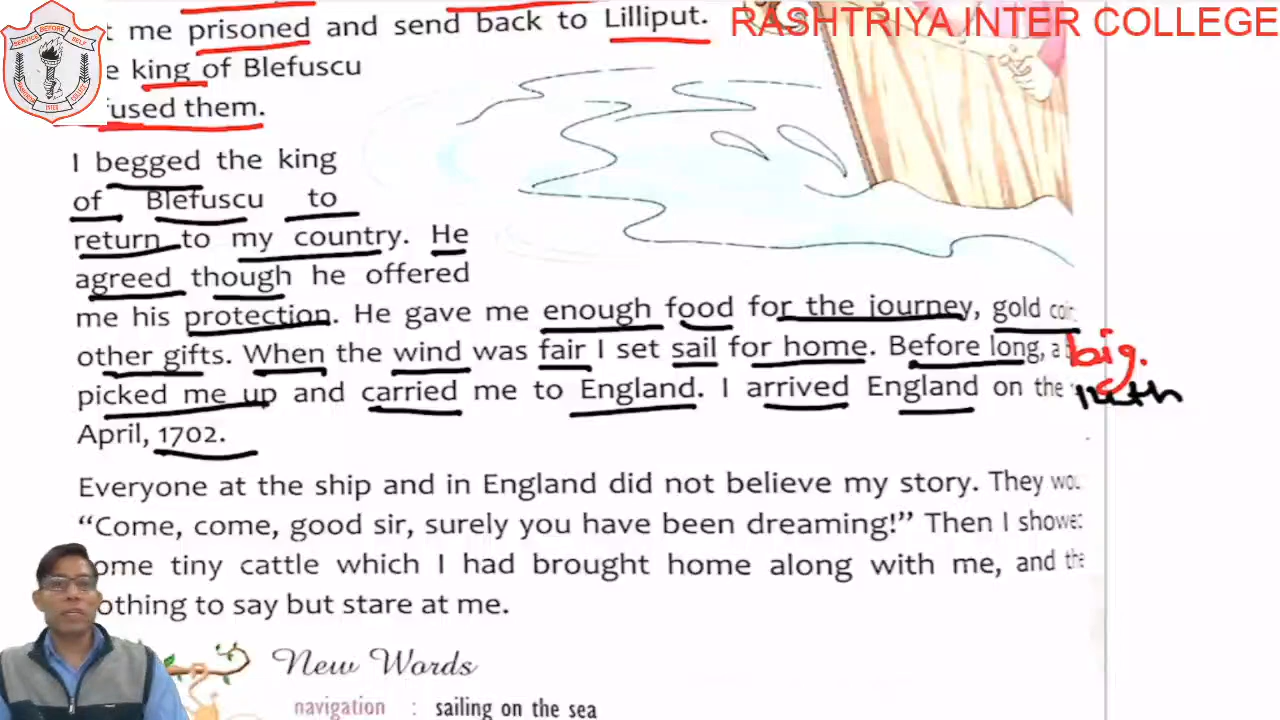 me prisoned and send back to Lilliput. RASHTRIYA INTER COLLEGE
king of Blefuscu
them.
I begged the king
of Blefuscu to
return to my country. He
agreed though he offered
me his protection. He gave me enough food for the journey, gold
other gifts. When the wind was fair I set sail for home. Before long, a big.
picked me up and carried me to England. I arrived England on the
April, 1702.
Everyone at the ship and in England did not believe my story. They
“Come, come, good sir, surely you have been dreaming!” Then I
tiny cattle which I had brought home along with me, and
to say but stare at me.
New Words
navigation : sailing on the sea